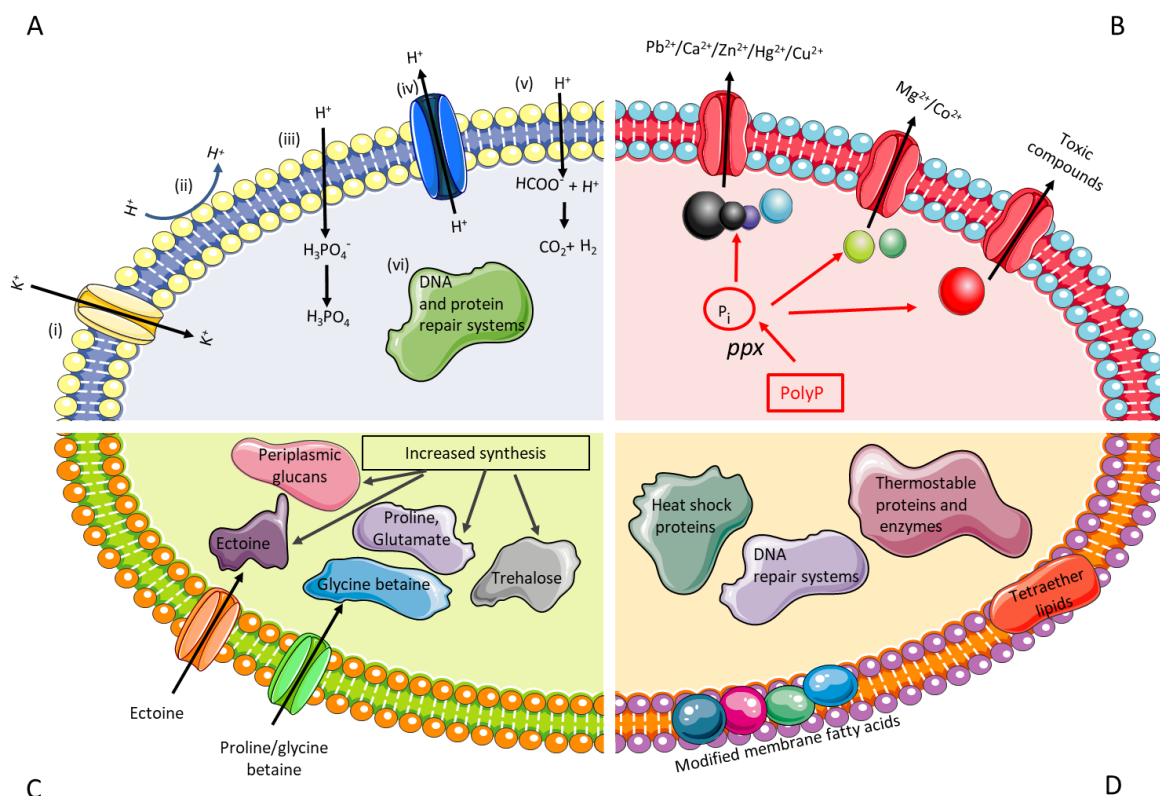 A
B
Pb²⁺/Ca²⁺/Zn²⁺/Hg²⁺/Cu²⁺
Mg²⁺/Co²⁺
Toxic
compounds
(i)
K⁺
K⁺
(ii)
H⁺
H⁺
(iii)
H⁺
H₃PO₄⁻
H₃PO₄
(iv)
H⁺
H⁺
(v)
H⁺
HCOO⁻ + H⁺
CO₂+ H₂
(vi)
DNA
and protein
repair systems
Pᵢ
ppx
PolyP
Increased synthesis
Periplasmic
glucans
Ectoine
Proline,
Glutamate
Glycine betaine
Trehalose
Ectoine
Proline/glycine
betaine
Heat shock
proteins
DNA
repair systems
Thermostable
proteins and
enzymes
Tetraether
lipids
Modified membrane fatty acids
C
D